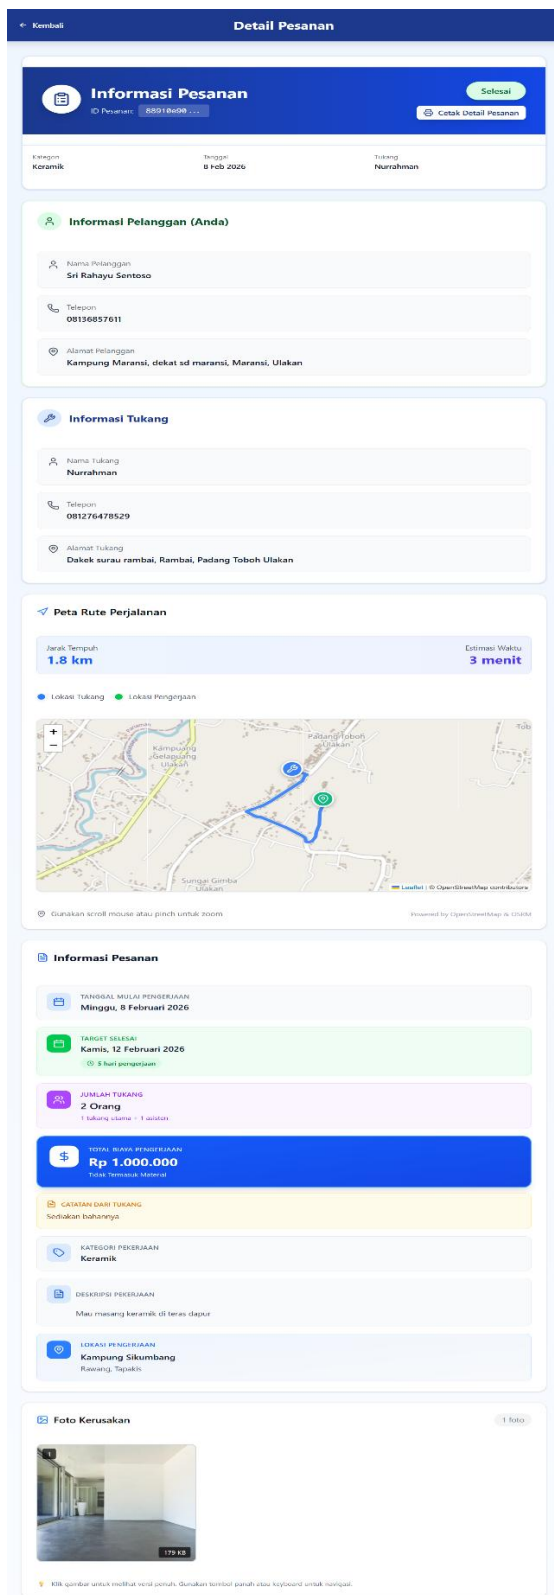 ← Kembali
Detail Pesanan
Informasi Pesanan
ID Pesanan: 88910e90...
Selesai
Cetak Detail Pesanan
Kategori
Tanggal
Tukang
Keramik
8 Feb 2026
Nurrahman
Informasi Pelanggan (Anda)
Nama Pelanggan
Sri Rahayu Sentoso
Telepon
08136857611
Alamat Pelanggan
Kampung Maransi, dekat sd maransi, Maransi, Ulakan
Informasi Tukang
Nama Tukang
Nurrahman
Telepon
081276478529
Alamat Tukang
Dakek surau rambai, Rambai, Padang Toboh Ulakan
Peta Rute Perjalanan
Jarak Tempuh
1.8 km
Estimasi Waktu
3 menit
Lokasi Tukang
Lokasi Pengerjaan
+
−
Kampuang
Gelapuang
Ulakan
Padang Toboh
Ulakan
Tob
Sungai Gimba
Ulakan
Leaflet | © OpenStreetMap contributors
Gunakan scroll mouse atau pinch untuk zoom
Powered by OpenStreetMap & OSRM
Informasi Pesanan
TANGGAL MULAI PENGERJAAN
Minggu, 8 Februari 2026
TARGET SELESAI
Kamis, 12 Februari 2026
5 hari pengerjaan
JUMLAH TUKANG
2 Orang
1 tukang utama + 1 asisten
TOTAL BIAYA PENGERJAAN
Rp 1.000.000
Tidak Termasuk Material
CATATAN DARI TUKANG
Sediakan bahannya
KATEGORI PEKERJAAN
Keramik
DESKRIPSI PEKERJAAN
Mau masang keramik di teras dapur
LOKASI PENGERJAAN
Kampung Sikumbang
Rawang, Tapakis
Foto Kerusakan
1 foto
1
179 KB
Klik gambar untuk melihat versi penuh. Gunakan tombol panah atau keyboard untuk navigasi.